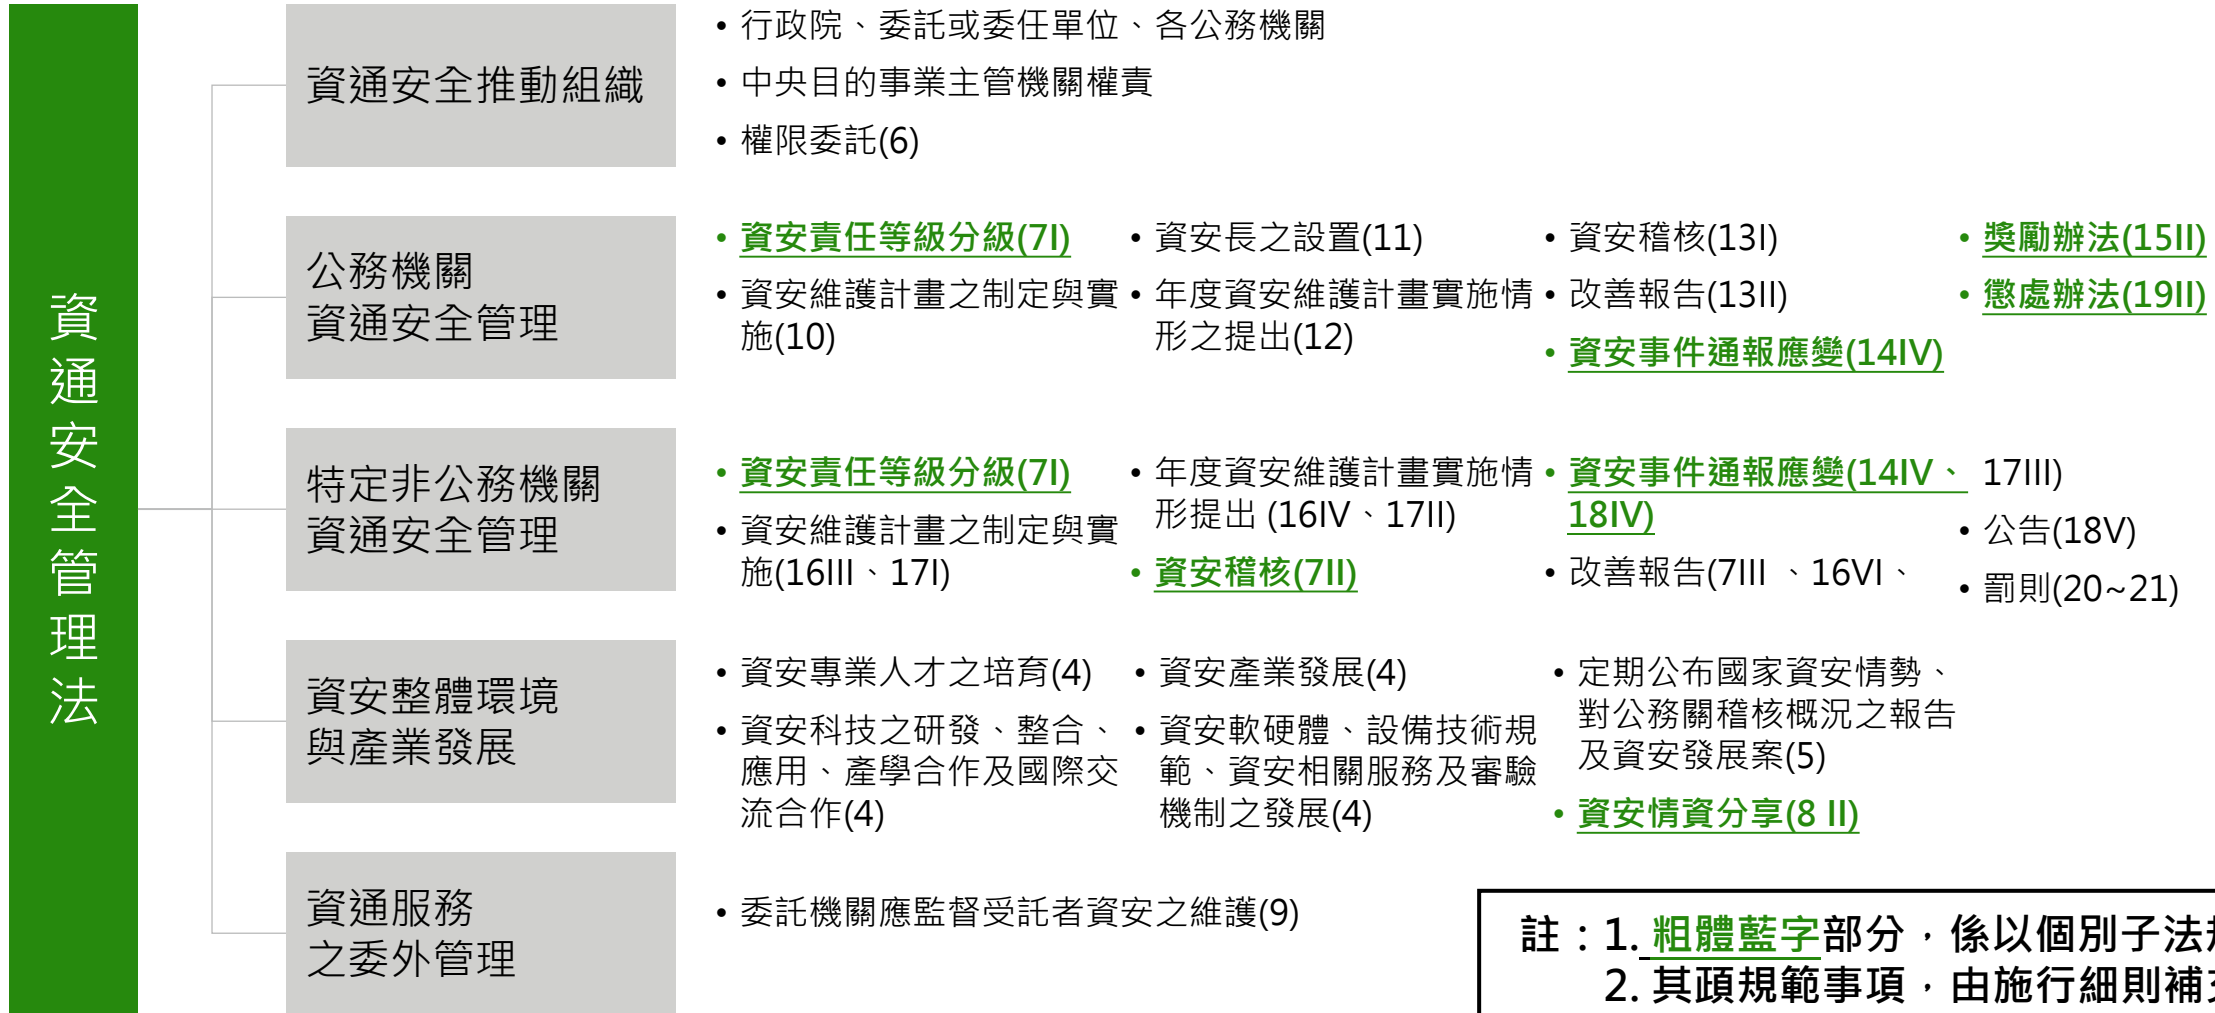 資通安全管理法
資通安全推動組織
• 行政院、委託或委任單位、各公務機關
• 中央目的事業主管機關權責
• 權限委託(6)
公務機關
資通安全管理
• 資安責任等級分級(7I)
• 資安維護計畫之制定與實
施(10)
• 資安長之設置(11)
• 年度資安維護計畫實施情
形之提出(12)
• 資安稽核(13I)
• 改善報告(13II)
• 資安事件通報應變(14IV)
• 獎勵辦法(15II)
• 懲處辦法(19II)
特定非公務機關
資通安全管理
• 資安責任等級分級(7I)
• 資安維護計畫之制定與實
施(16III、17I)
• 年度資安維護計畫實施情
形提出 (16IV、17II)
• 資安稽核(7II)
• 資安事件通報應變(14IV、
18IV)
• 改善報告(7III 、16VI、
17III)
• 公告(18V)
• 罰則(20~21)
資安整體環境
與產業發展
• 資安專業人才之培育(4)
• 資安科技之研發、整合、
應用、產學合作及國際交
流合作(4)
• 資安產業發展(4)
• 資安軟硬體、設備技術規
範、資安相關服務及審驗
機制之發展(4)
• 定期公布國家資安情勢、
對公務關稽核概況之報告
及資安發展案(5)
• 資安情資分享(8 II)
資通服務
之委外管理
• 委託機關應監督受託者資安之維護(9)
註：1. 粗體藍字部分，係以個別子法
2. 其頙規範事項，由施行細則補